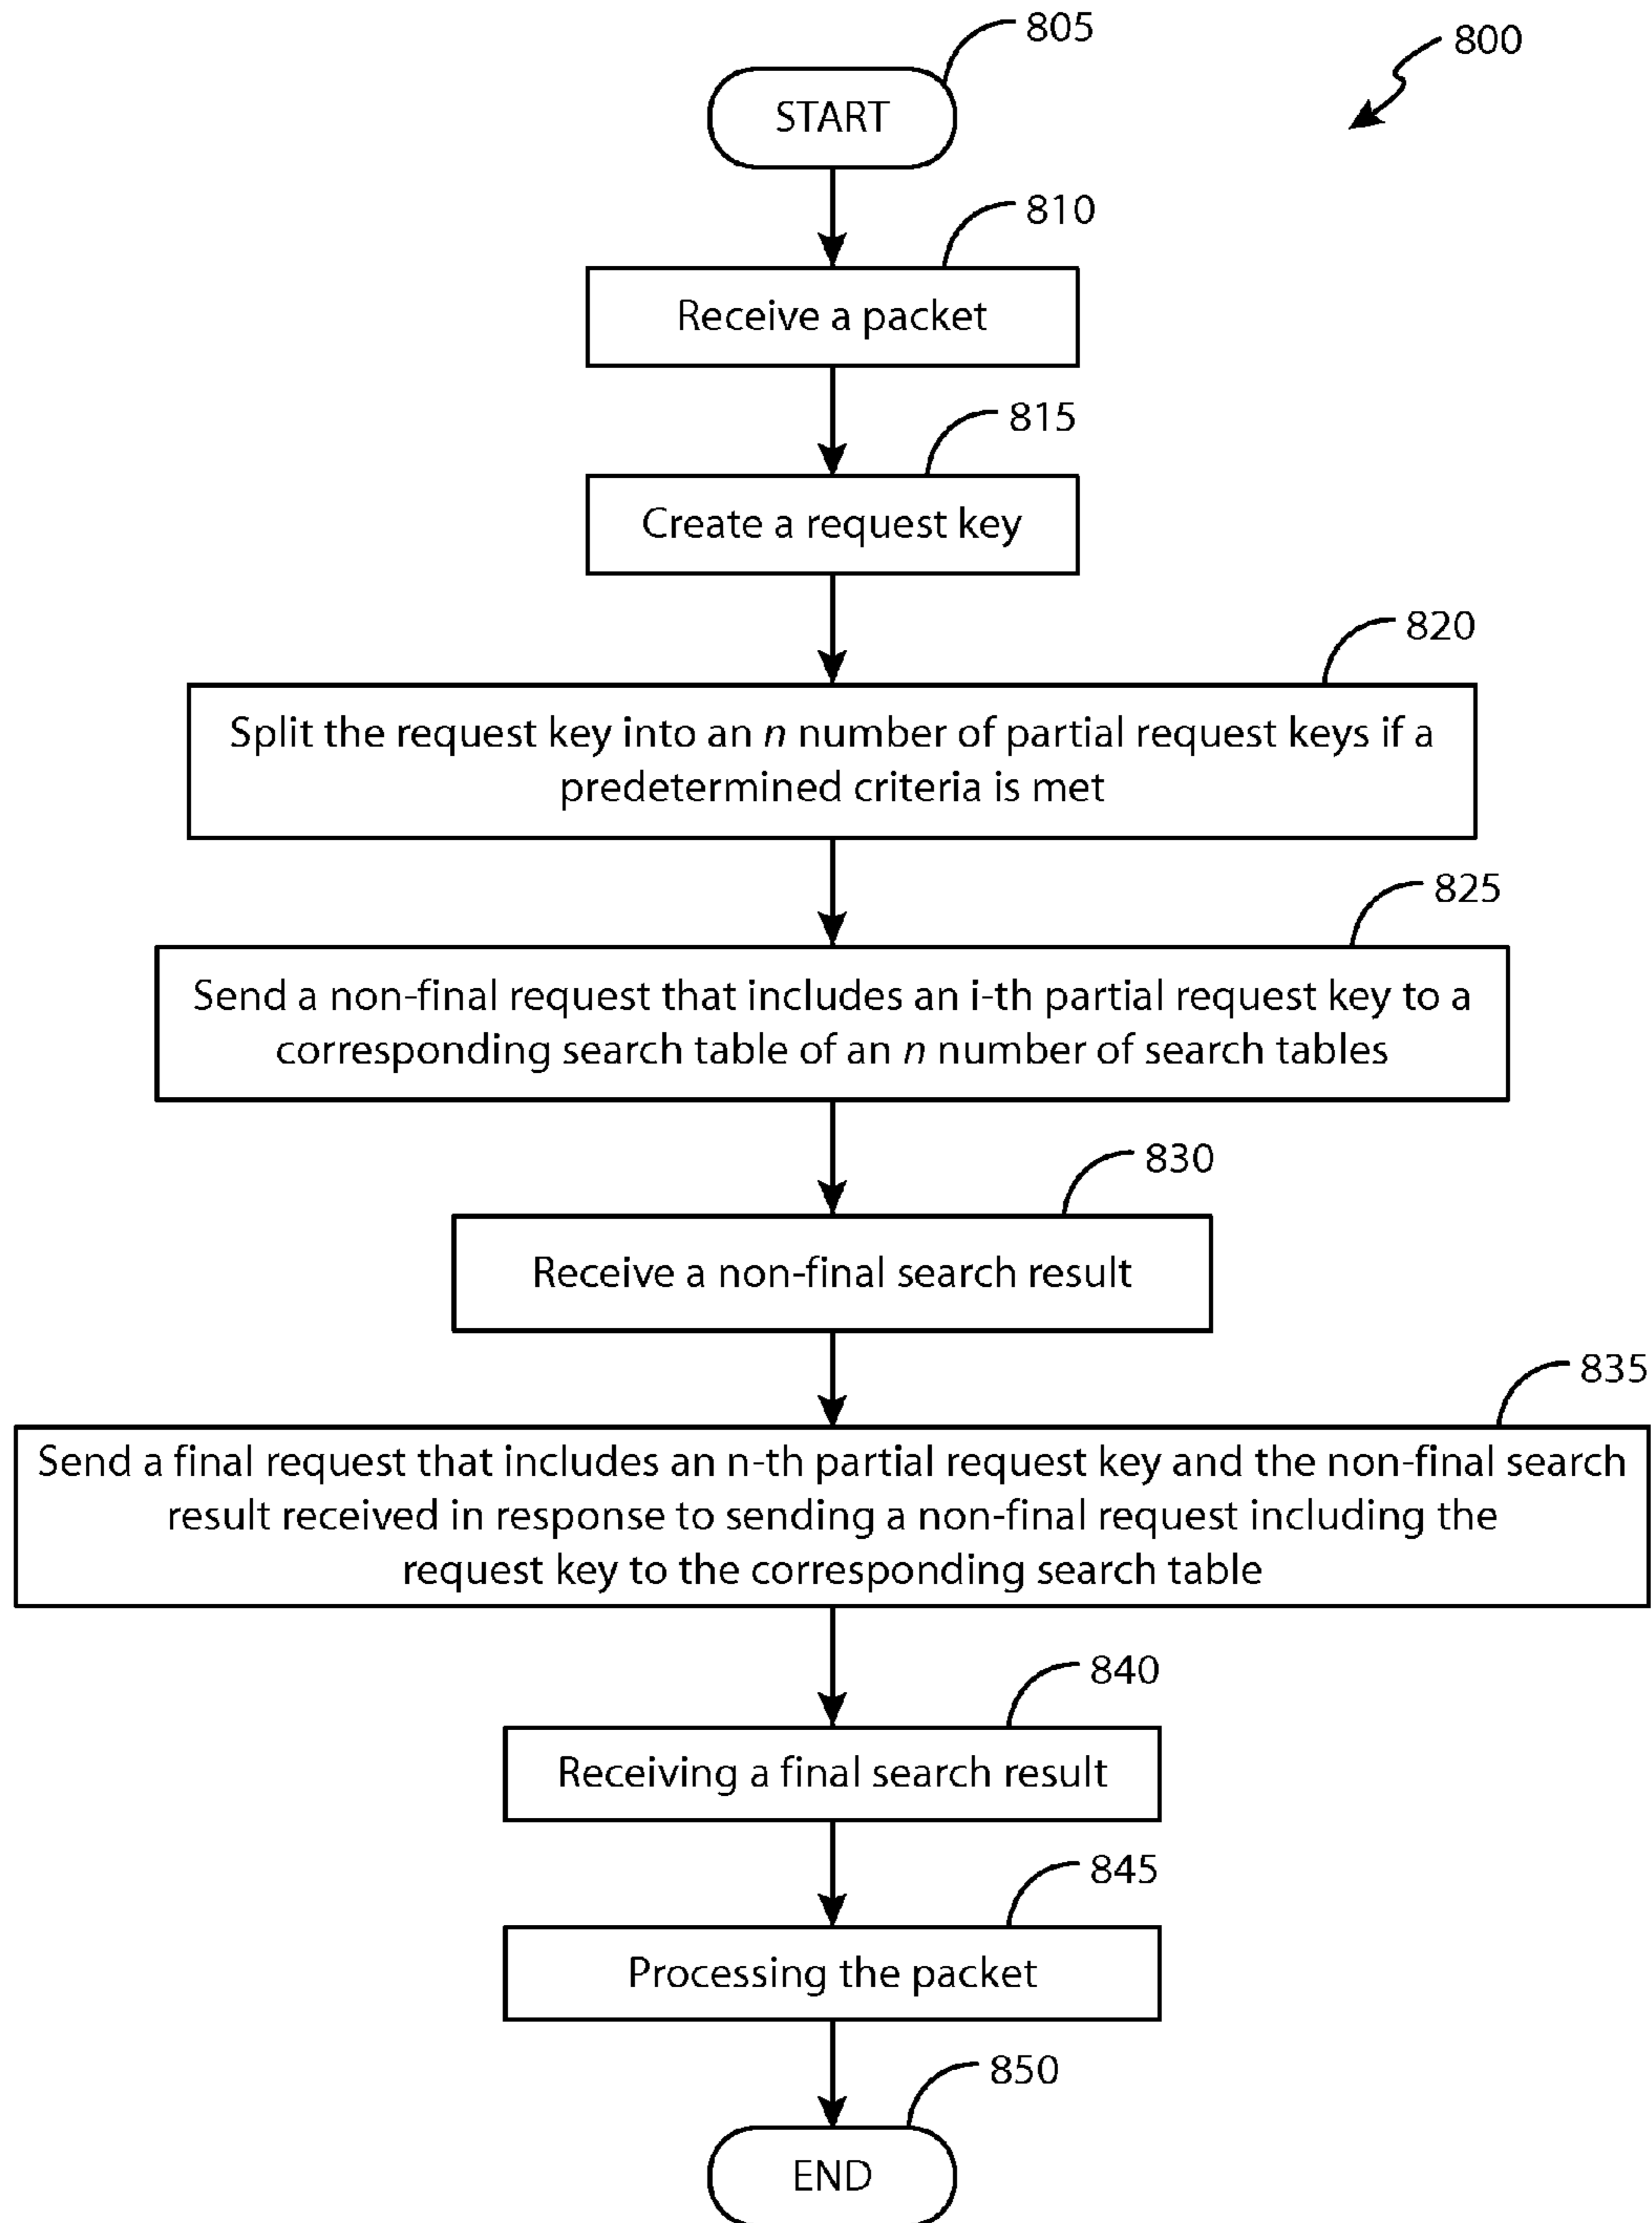 805
800
START
810
Receive a packet
815
Create a request key
820
Split the request key into an n number of partial request keys if a
predetermined criteria is met
825
Send a non-final request that includes an i-th partial request key to a
corresponding search table of an n number of search tables
830
Receive a non-final search result
835
Send a final request that includes an n-th partial request key and the non-final search
result received in response to sending a non-final request including the
request key to the corresponding search table
840
Receiving a final search result
845
Processing the packet
850
END